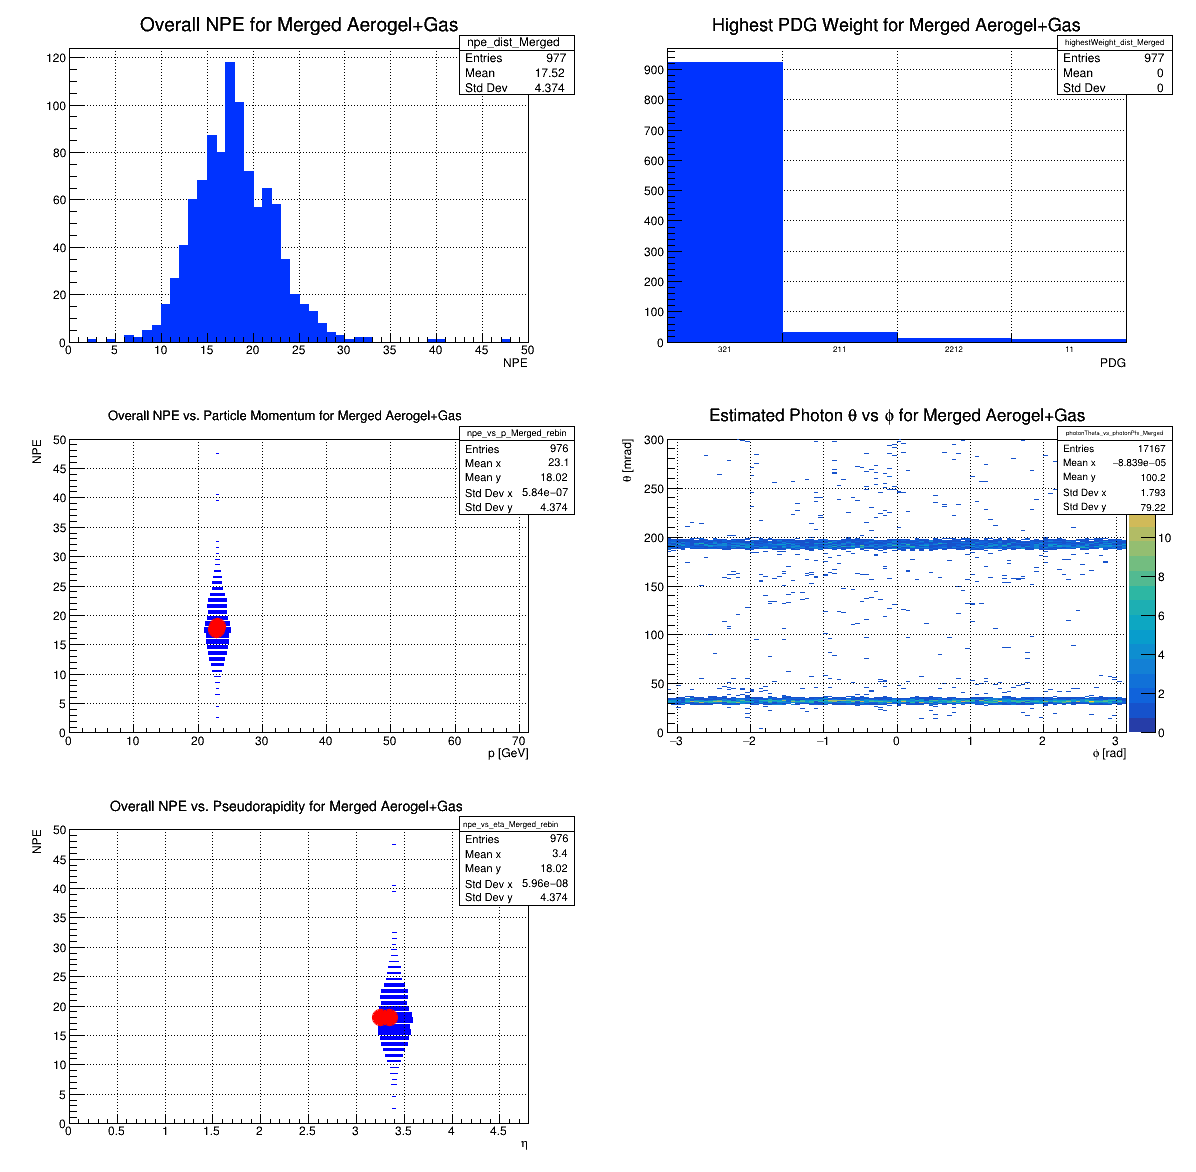 Overall NPE for Merged Aerogel+Gas
npe_dist_Merged
Entries 977
Mean 17.52
Std Dev 4.374
120
100
80
60
40
20
0
0 5 10 15 20 25 30 35 40 45 50
NPE
Highest PDG Weight for Merged Aerogel+Gas
highestWeight_dist_Merged
Entries 977
Mean 0
Std Dev 0
900
800
700
600
500
400
300
200
100
0
321 211 2212 11
PDG
Overall NPE vs. Particle Momentum for Merged Aerogel+Gas
npe_vs_p_Merged_rebin
Entries 976
Mean x 23.1
Mean y 18.02
Std Dev x 5.84e−07
Std Dev y 4.374
NPE
50
45
40
35
30
25
20
15
10
5
0
0 10 20 30 40 50 60 70
p [GeV]
Estimated Photon θ vs ϕ for Merged Aerogel+Gas
photonTheta_vs_photonPhi_Merged
Entries 17167
Mean x −8.839e−05
Mean y 100.2
Std Dev x 1.793
Std Dev y 79.22
θ [mrad]
300
250
200
150
100
50
0
−3 −2 −1 0 1 2 3
ϕ [rad]
10
8
6
4
2
0
Overall NPE vs. Pseudorapidity for Merged Aerogel+Gas
npe_vs_eta_Merged_rebin
Entries 976
Mean x 3.4
Mean y 18.02
Std Dev x 5.96e−08
Std Dev y 4.374
NPE
50
45
40
35
30
25
20
15
10
5
0
0 0.5 1 1.5 2 2.5 3 3.5 4 4.5
η